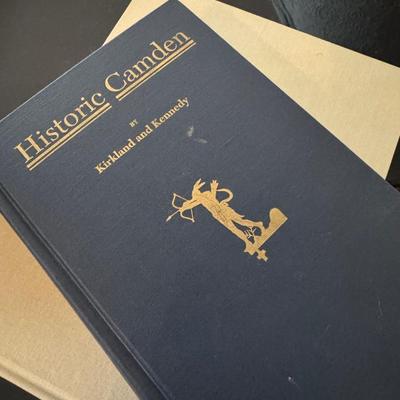 Historic Camden
BY
Kirkland and Kennedy